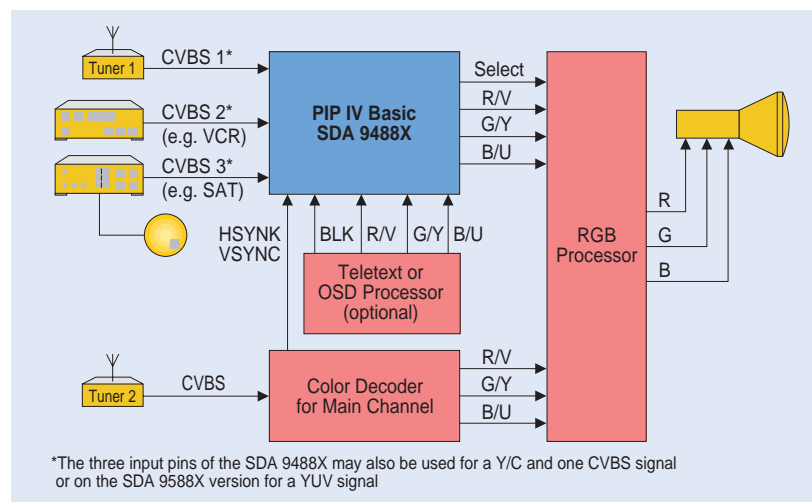 Tuner 1
CVBS 1*
CVBS 2*
(e.g. VCR)
CVBS 3*
(e.g. SAT)
PIP IV Basic
SDA 9488X
Select
R/V
G/Y
B/U
RGB
Processor
R
G
B
HSYNK
VSYNC
BLK
R/V
G/Y
B/U
Teletext or
OSD Processor
(optional)
Tuner 2
CVBS
Color Decoder
for Main Channel
R/V
G/Y
B/U
*The three input pins of the SDA 9488X may also be used for a Y/C and one CVBS signal
or on the SDA 9588X version for a YUV signal